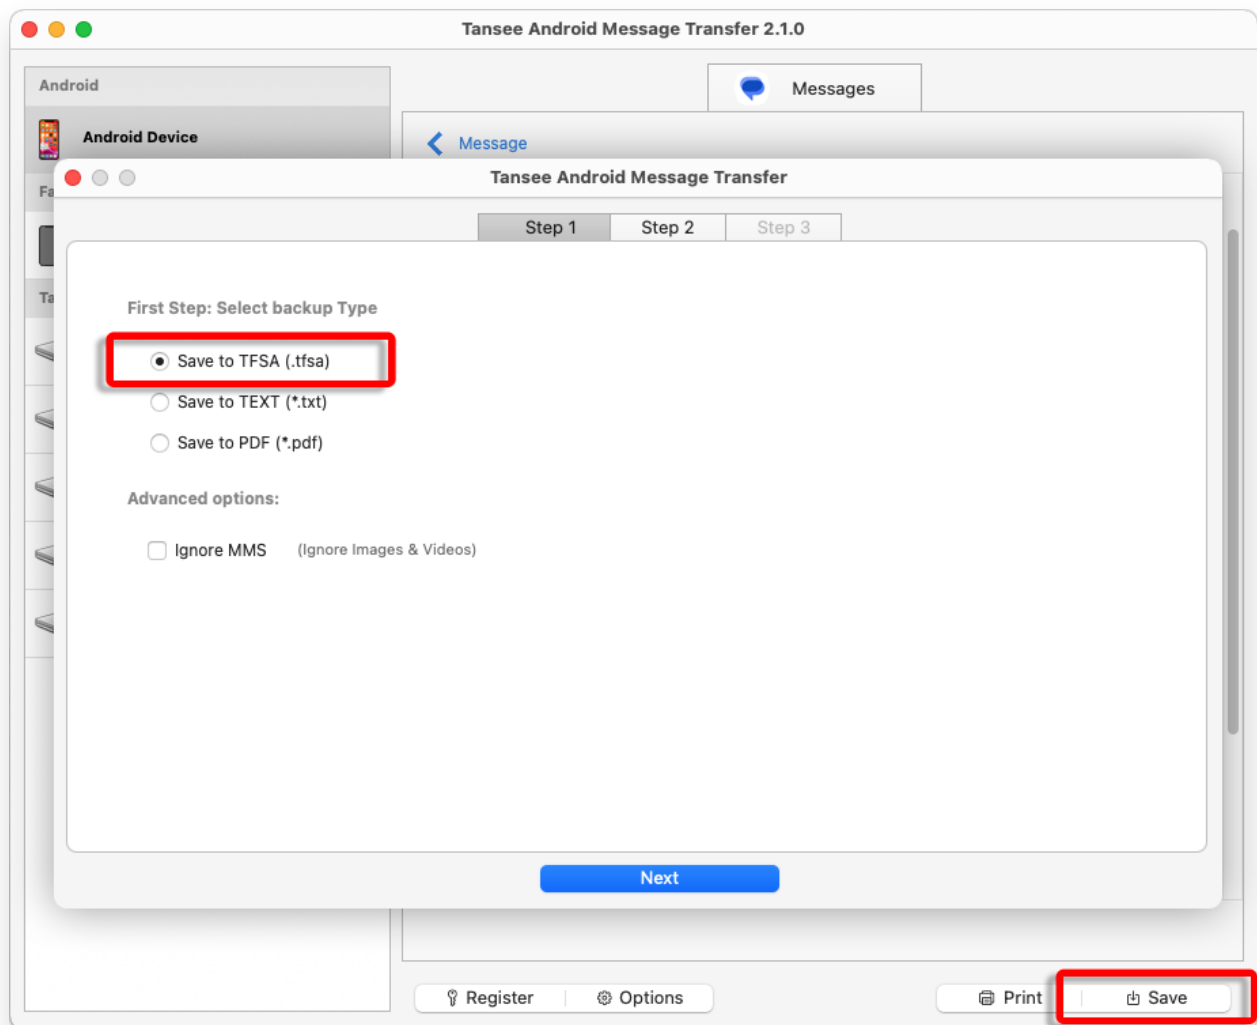 Tansee Android Message Transfer 2.1.0
Android
Messages
Android Device
Message
Tansee Android Message Transfer
Fa
Step 1
Step 2
Step 3
Ta
First Step: Select backup Type
Save to TFSA (.tfsa)
Save to TEXT (*.txt)
Save to PDF (*.pdf)
Advanced options:
Ignore MMS (Ignore Images & Videos)
Next
Register
Options
Print
Save